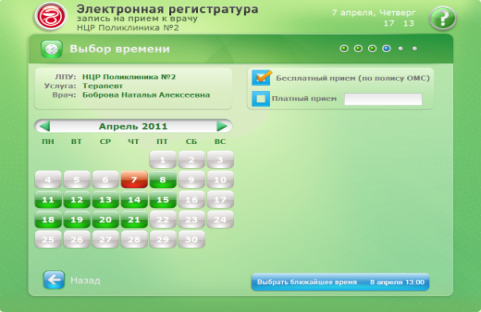 Электронная регистратура
запись на прием к врачу
НЦР Поликлиника №2
7 апреля, Четверг
17 13
?
Выбор времени
ЛПУ: НЦР Поликлиника №2
Услуга: Терапевт
Врач: Боброва Наталья Алексеевна
Бесплатный прием (по полису ОМС)
Платный прием
Апрель 2011
ПН ВТ СР ЧТ ПТ СБ ВС
1 2 3
4 5 6 7 8 9 10
11 12 13 14 15 16 17
18 19 20 21 22 23 24
25 26 27 28 29 30
Назад
Выбрать ближайшее время 8 апреля 13:00